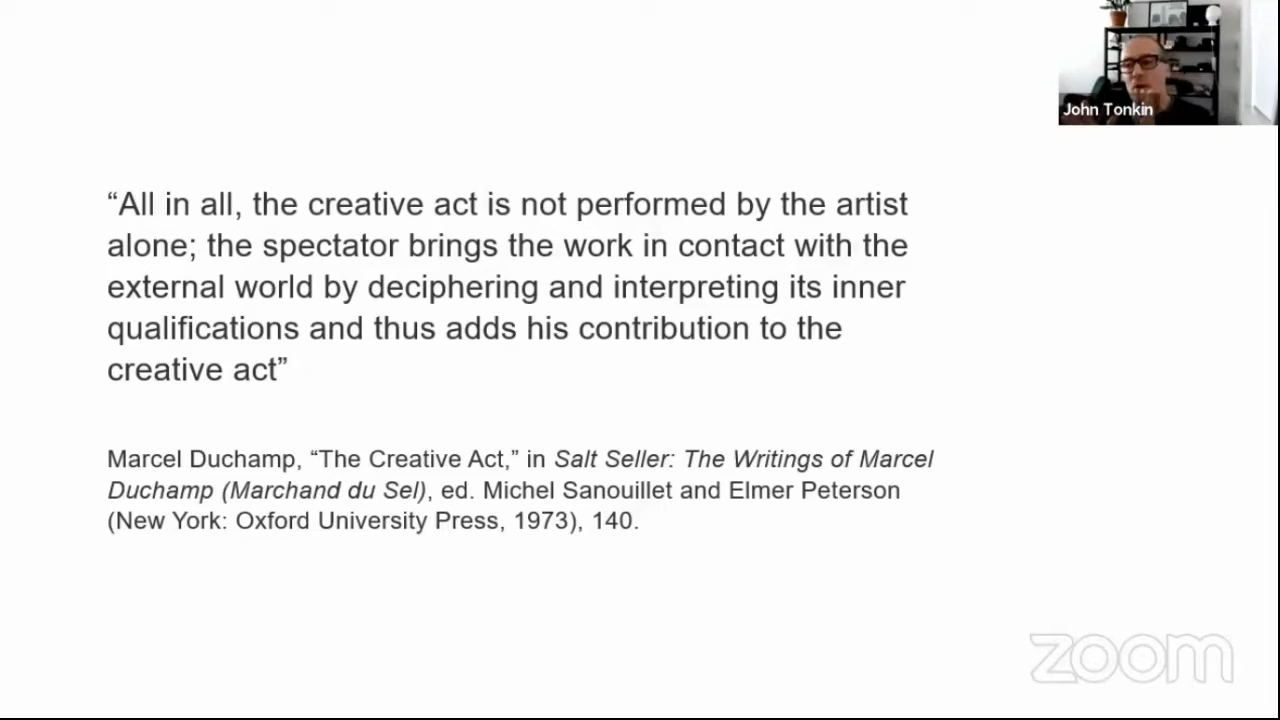 John Tonkin
“All in all, the creative act is not performed by the artist
alone; the spectator brings the work in contact with the
external world by deciphering and interpreting its inner
qualifications and thus adds his contribution to the
creative act”
Marcel Duchamp, “The Creative Act,” in Salt Seller: The Writings of Marcel
Duchamp (Marchand du Sel), ed. Michel Sanouillet and Elmer Peterson
(New York: Oxford University Press, 1973), 140.
zoom